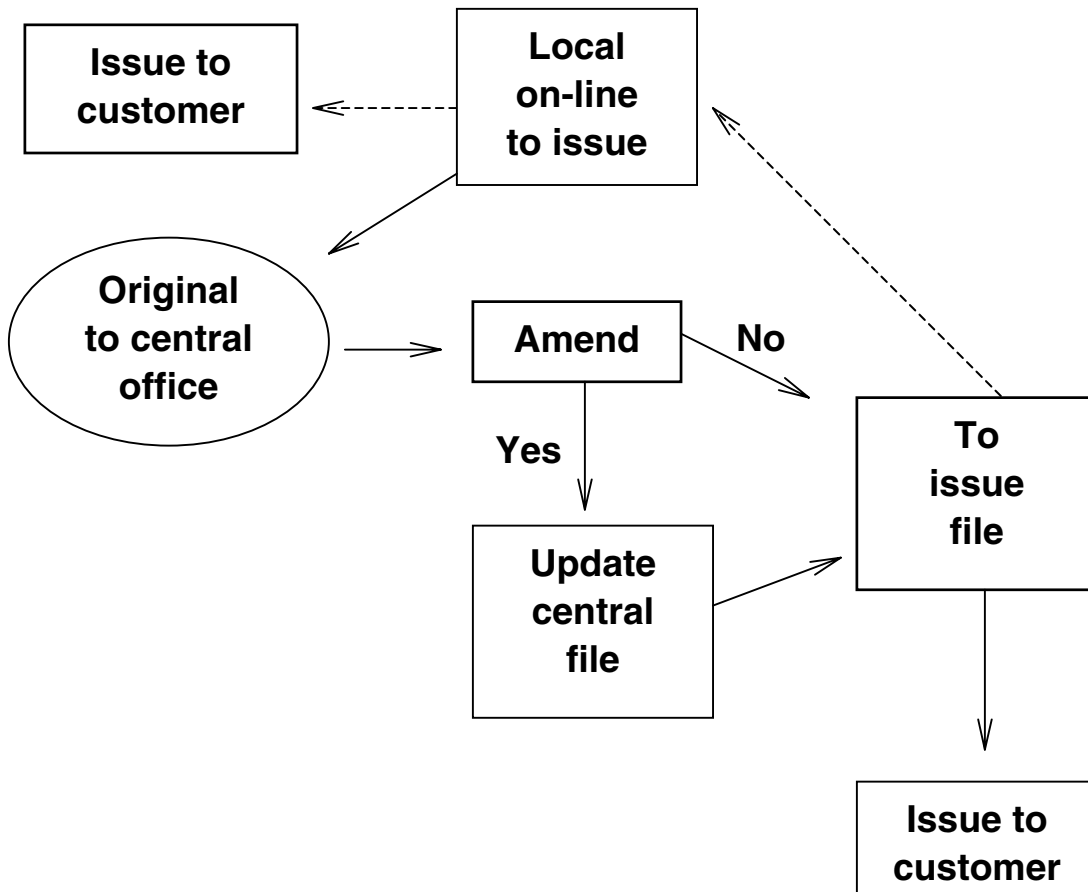 Issue to
customer
Local
on-line
to issue
Original
to central
office
Amend
No
Yes
To
issue
file
Update
central
file
Issue to
customer